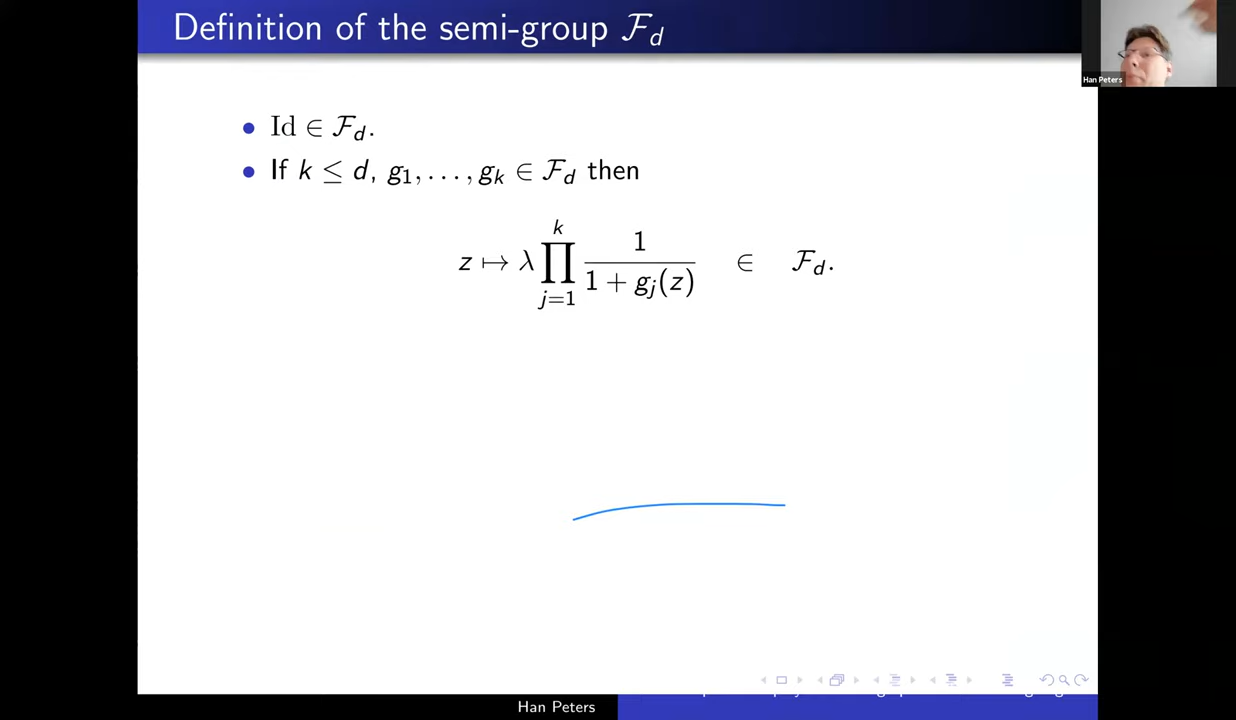 Definition of the semi-group 𝓕_d
Han Peters
• Id ∈ 𝓕_d.
• If k ≤ d, g_1, . . . , g_k ∈ 𝓕_d then
z ↦ λ ∏_{j=1}^{k} 1 / (1 + g_j(z)) ∈ 𝓕_d.
Han Peters